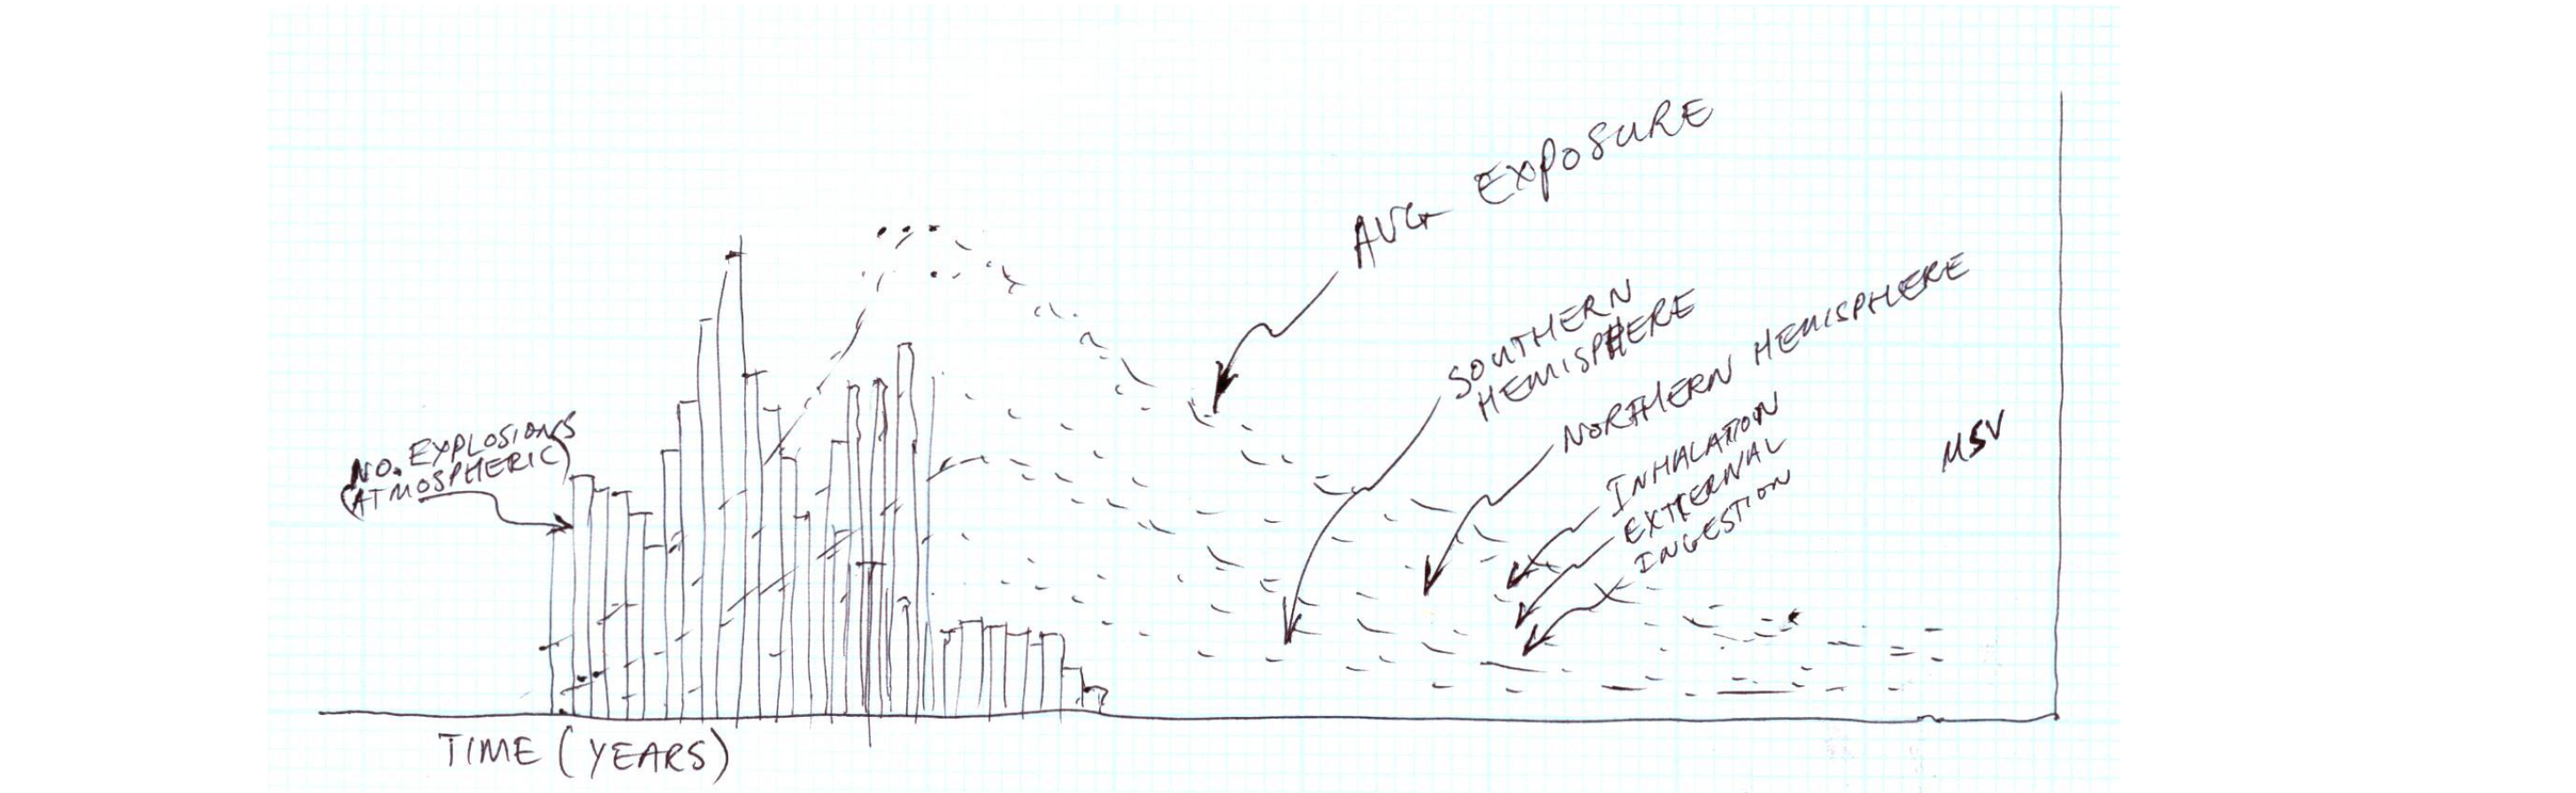 AVG EXPOSURE
SOUTHERN
HEMISPHERE
NORTHERN HEMISPHERE
INHALATION
EXTERNAL
INGESTION
MSV
NO. EXPLOSIONS
(ATMOSPHERIC)
TIME (YEARS)